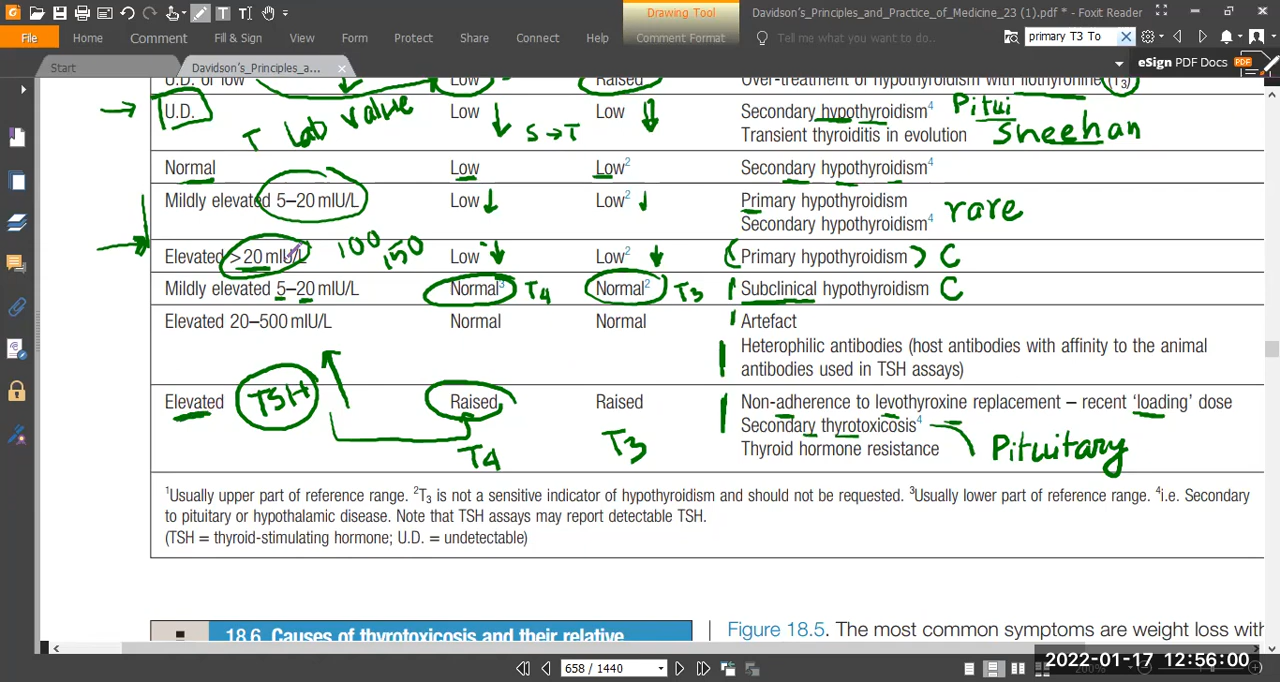 Drawing Tool
Davidson's_Principles_and_Practice_of_Medicine_23 (1).pdf * - Foxit Reader
File Home Comment Fill & Sign View Form Protect Share Connect Help Comment Format Tell me what you want to do..
primary T3 To
Start Davidson's_Principles_and_a... eSign PDF Docs PDF
U.D. or low Low Raised Over-treatment of hypothyroidism with liothyronine (T3)
U.D. Low Low Secondary hypothyroidism4 Pitui
T Lab value S → T Transient thyroiditis in evolution Sheehan
Normal Low Low2 Secondary hypothyroidism4
Mildly elevated 5–20 mIU/L Low Low2 Primary hypothyroidism rare
Secondary hypothyroidism4
Elevated >20 mIU/L 100 150 Low Low2 (Primary hypothyroidism) C
Mildly elevated 5–20 mIU/L Normal3 T4 Normal2 T3 Subclinical hypothyroidism C
Elevated 20–500 mIU/L Normal Normal Artefact
Heterophilic antibodies (host antibodies with affinity to the animal
antibodies used in TSH assays)
Elevated TSH Raised Raised Non-adherence to levothyroxine replacement – recent 'loading' dose
Secondary thyrotoxicosis4
T4 T3 Thyroid hormone resistance Pituitary
1Usually upper part of reference range. 2T3 is not a sensitive indicator of hypothyroidism and should not be requested. 3Usually lower part of reference range. 4i.e. Secondary
to pituitary or hypothalamic disease. Note that TSH assays may report detectable TSH.
(TSH = thyroid-stimulating hormone; U.D. = undetectable)
18.6 Causes of thyrotoxicosis and their relative
Figure 18.5. The most common symptoms are weight loss with
658 / 1440
2022-01-17 12:56:00